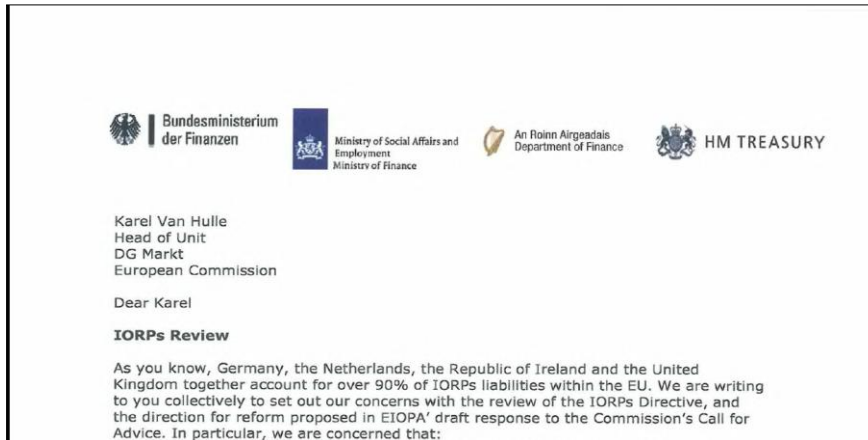 Bundesministerium
der Finanzen
Ministry of Social Affairs and
Employment
Ministry of Finance
An Roinn Airgeadais
Department of Finance
HM TREASURY
Karel Van Hulle
Head of Unit
DG Markt
European Commission
Dear Karel
IORPs Review
As you know, Germany, the Netherlands, the Republic of Ireland and the United
Kingdom together account for over 90% of IORPs liabilities within the EU. We are writing
to you collectively to set out our concerns with the review of the IORPs Directive, and
the direction for reform proposed in EIOPA' draft response to the Commission's Call for
Advice. In particular, we are concerned that: